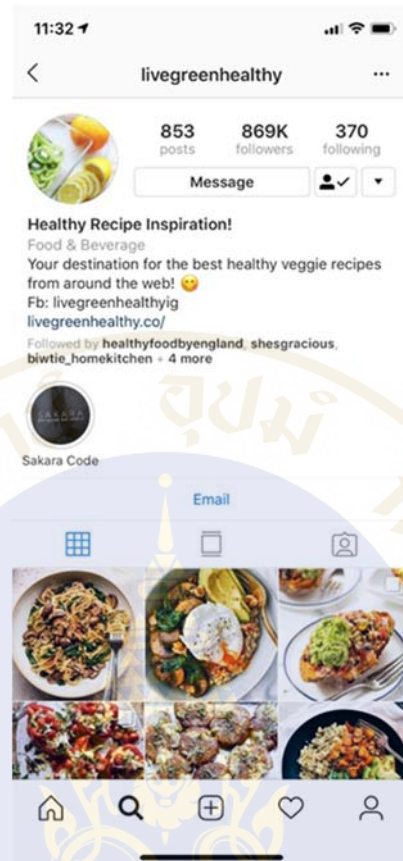 11:32
livegreenhealthy
853 869K 370
posts followers following
Message
Healthy Recipe Inspiration!
Food & Beverage
Your destination for the best healthy veggie recipes
from around the web! 😋
Fb: livegreenhealthyig
livegreenhealthy.co/
Followed by healthyfoodbyengland, shesgracious,
biwtie_homekitchen + 4 more
SAKARA
Sakara Code
Email